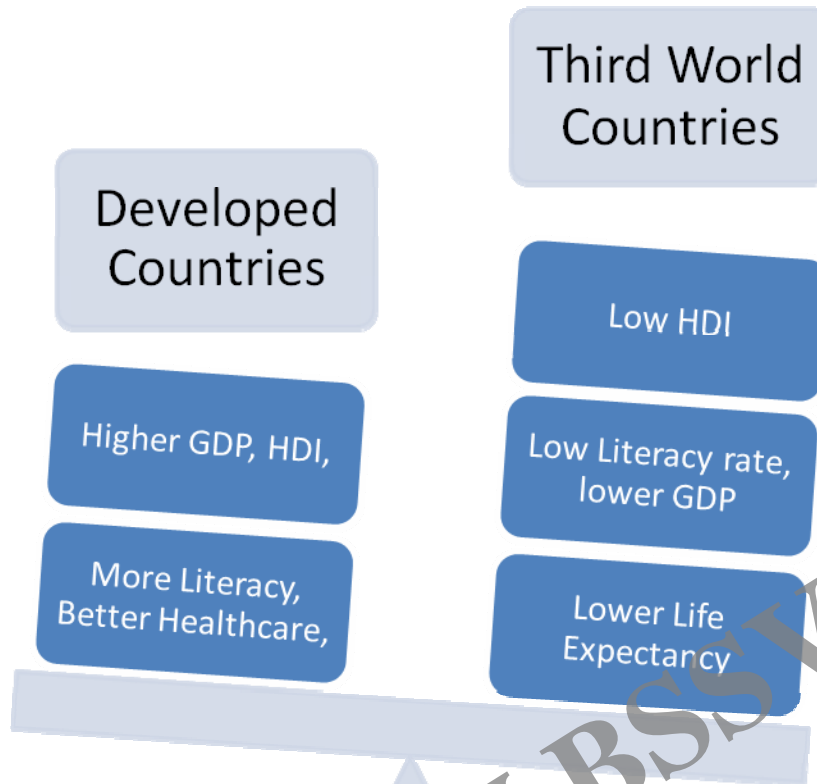 Developed
Countries
Higher GDP, HDI,
More Literacy,
Better Healthcare,
Third World
Countries
Low HDI
Low Literacy rate,
lower GDP
Lower Life
Expectancy
BSSV